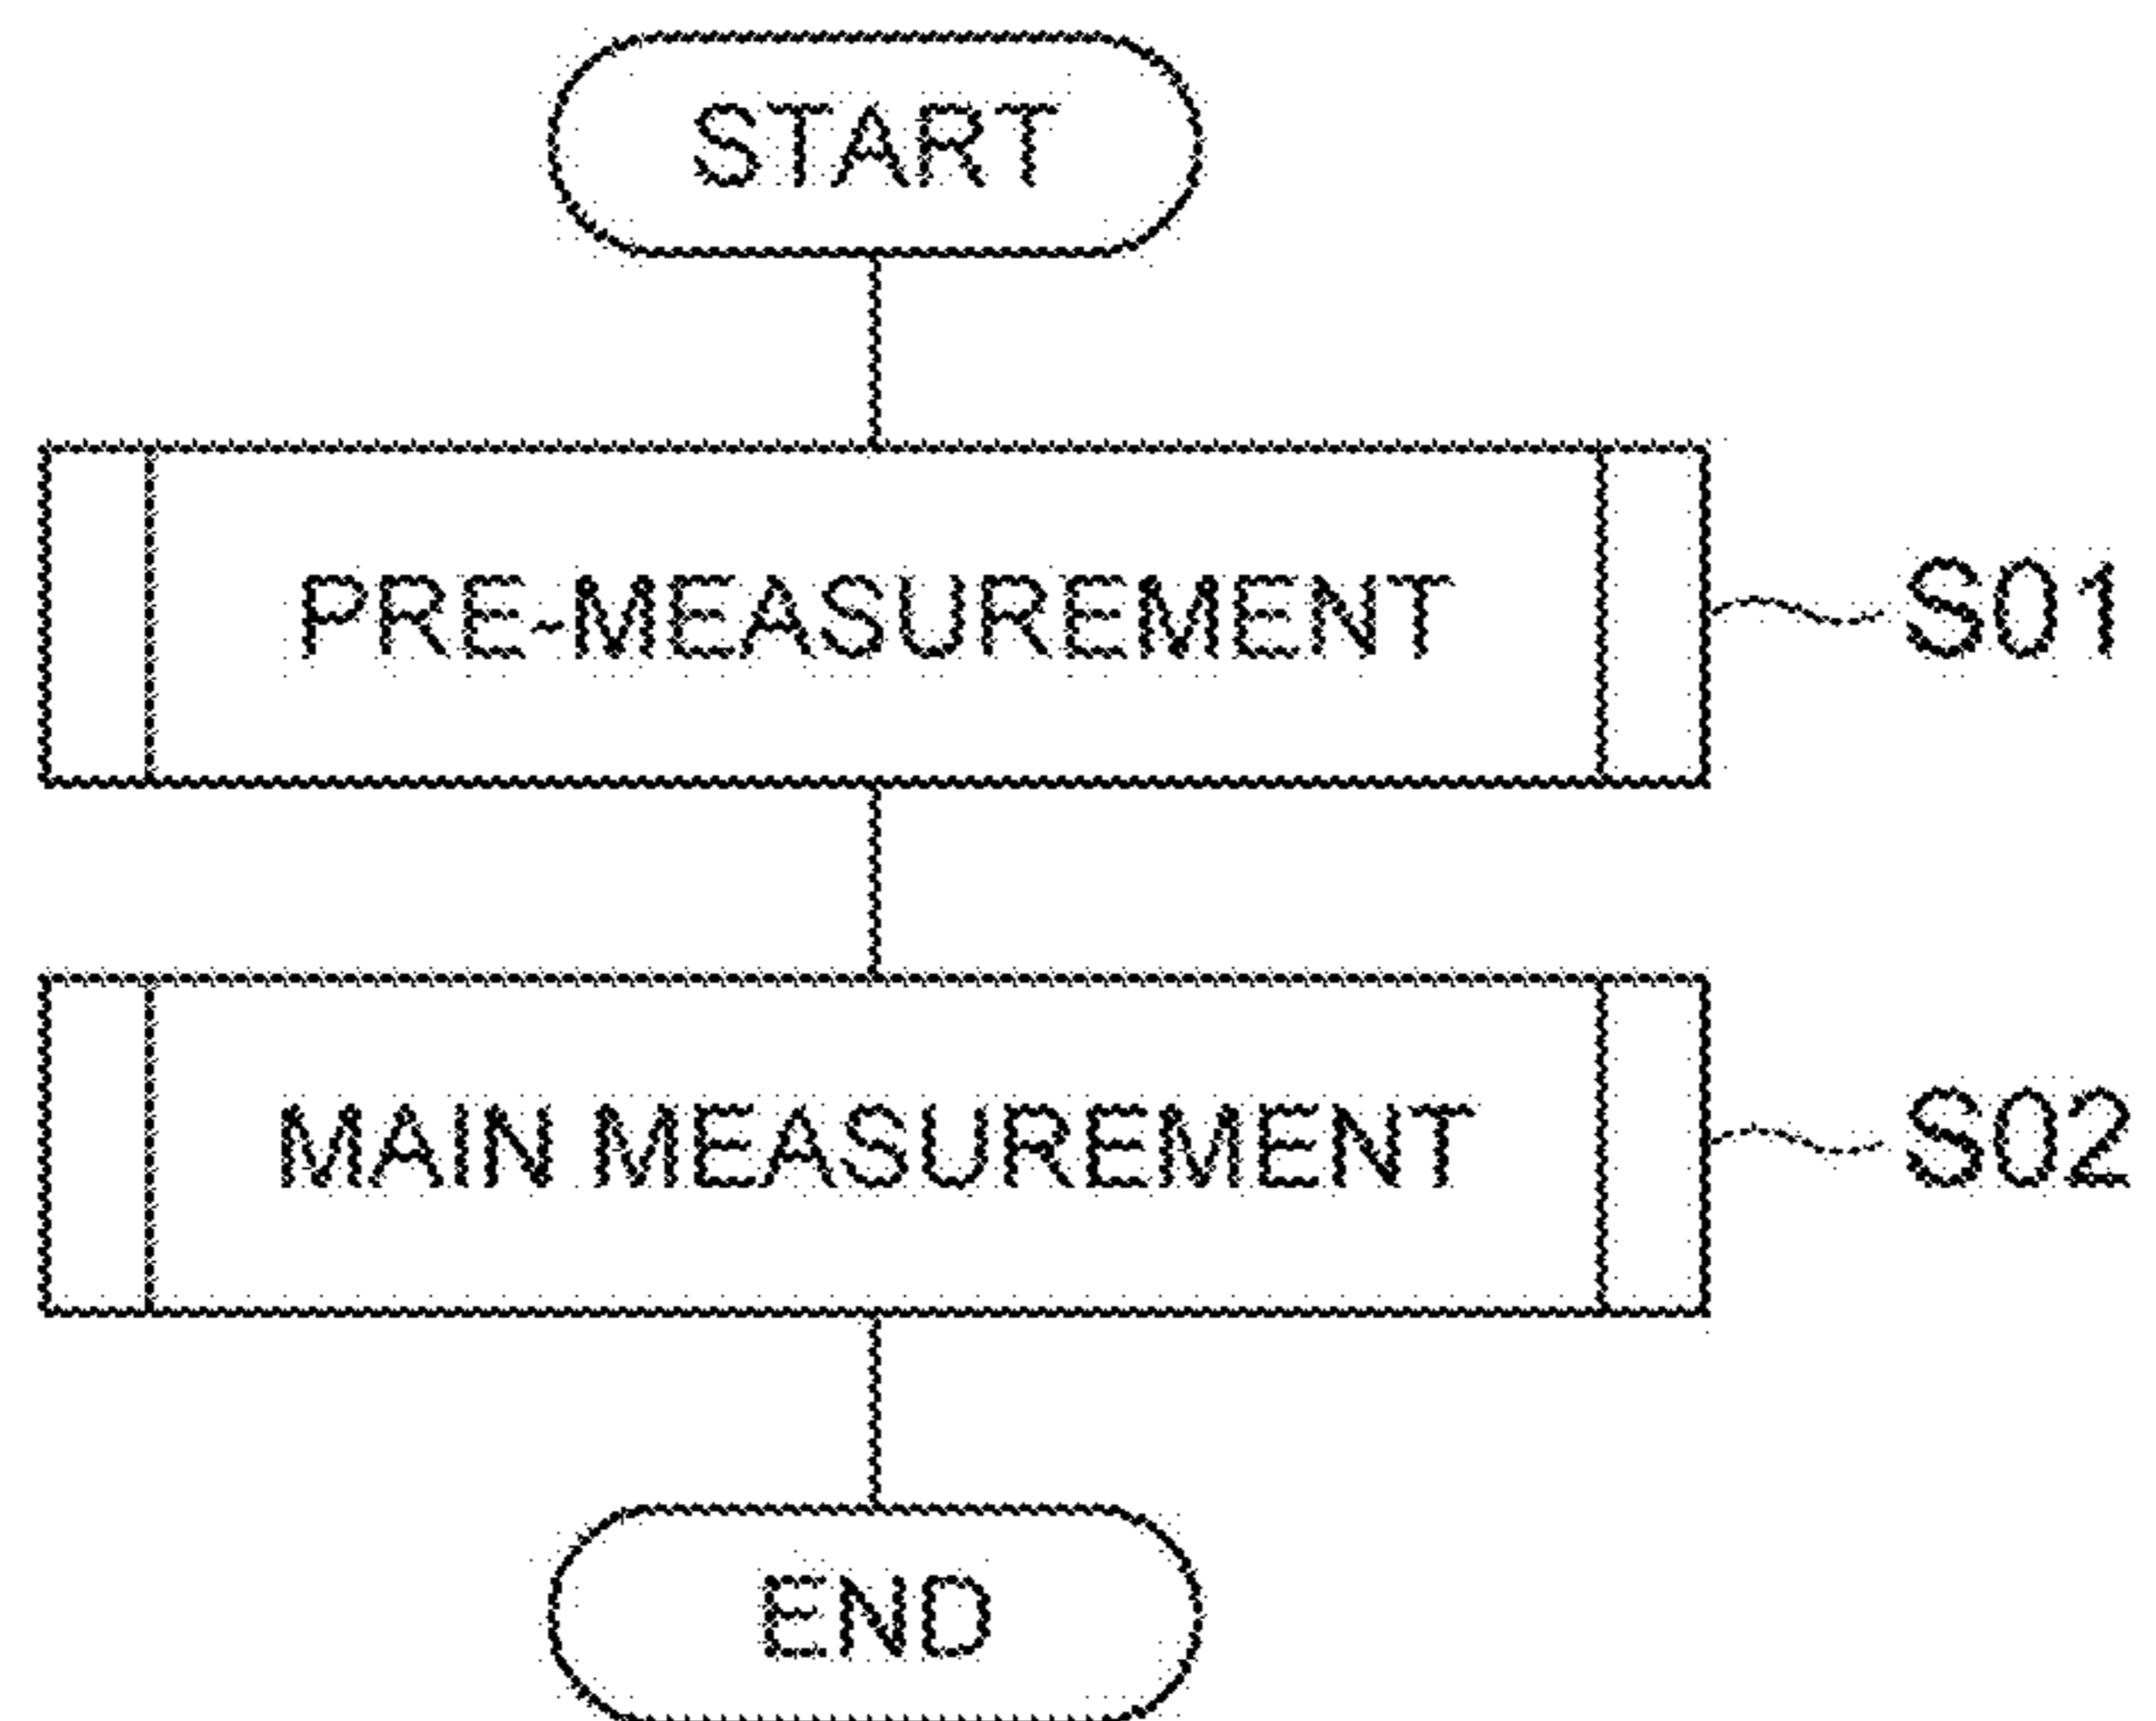 START
PRE-MEASUREMENT
S01
MAIN MEASUREMENT
S02
END